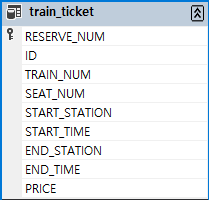 train_ticket
RESERVE_NUM
ID
TRAIN_NUM
SEAT_NUM
START_STATION
START_TIME
END_STATION
END_TIME
PRICE